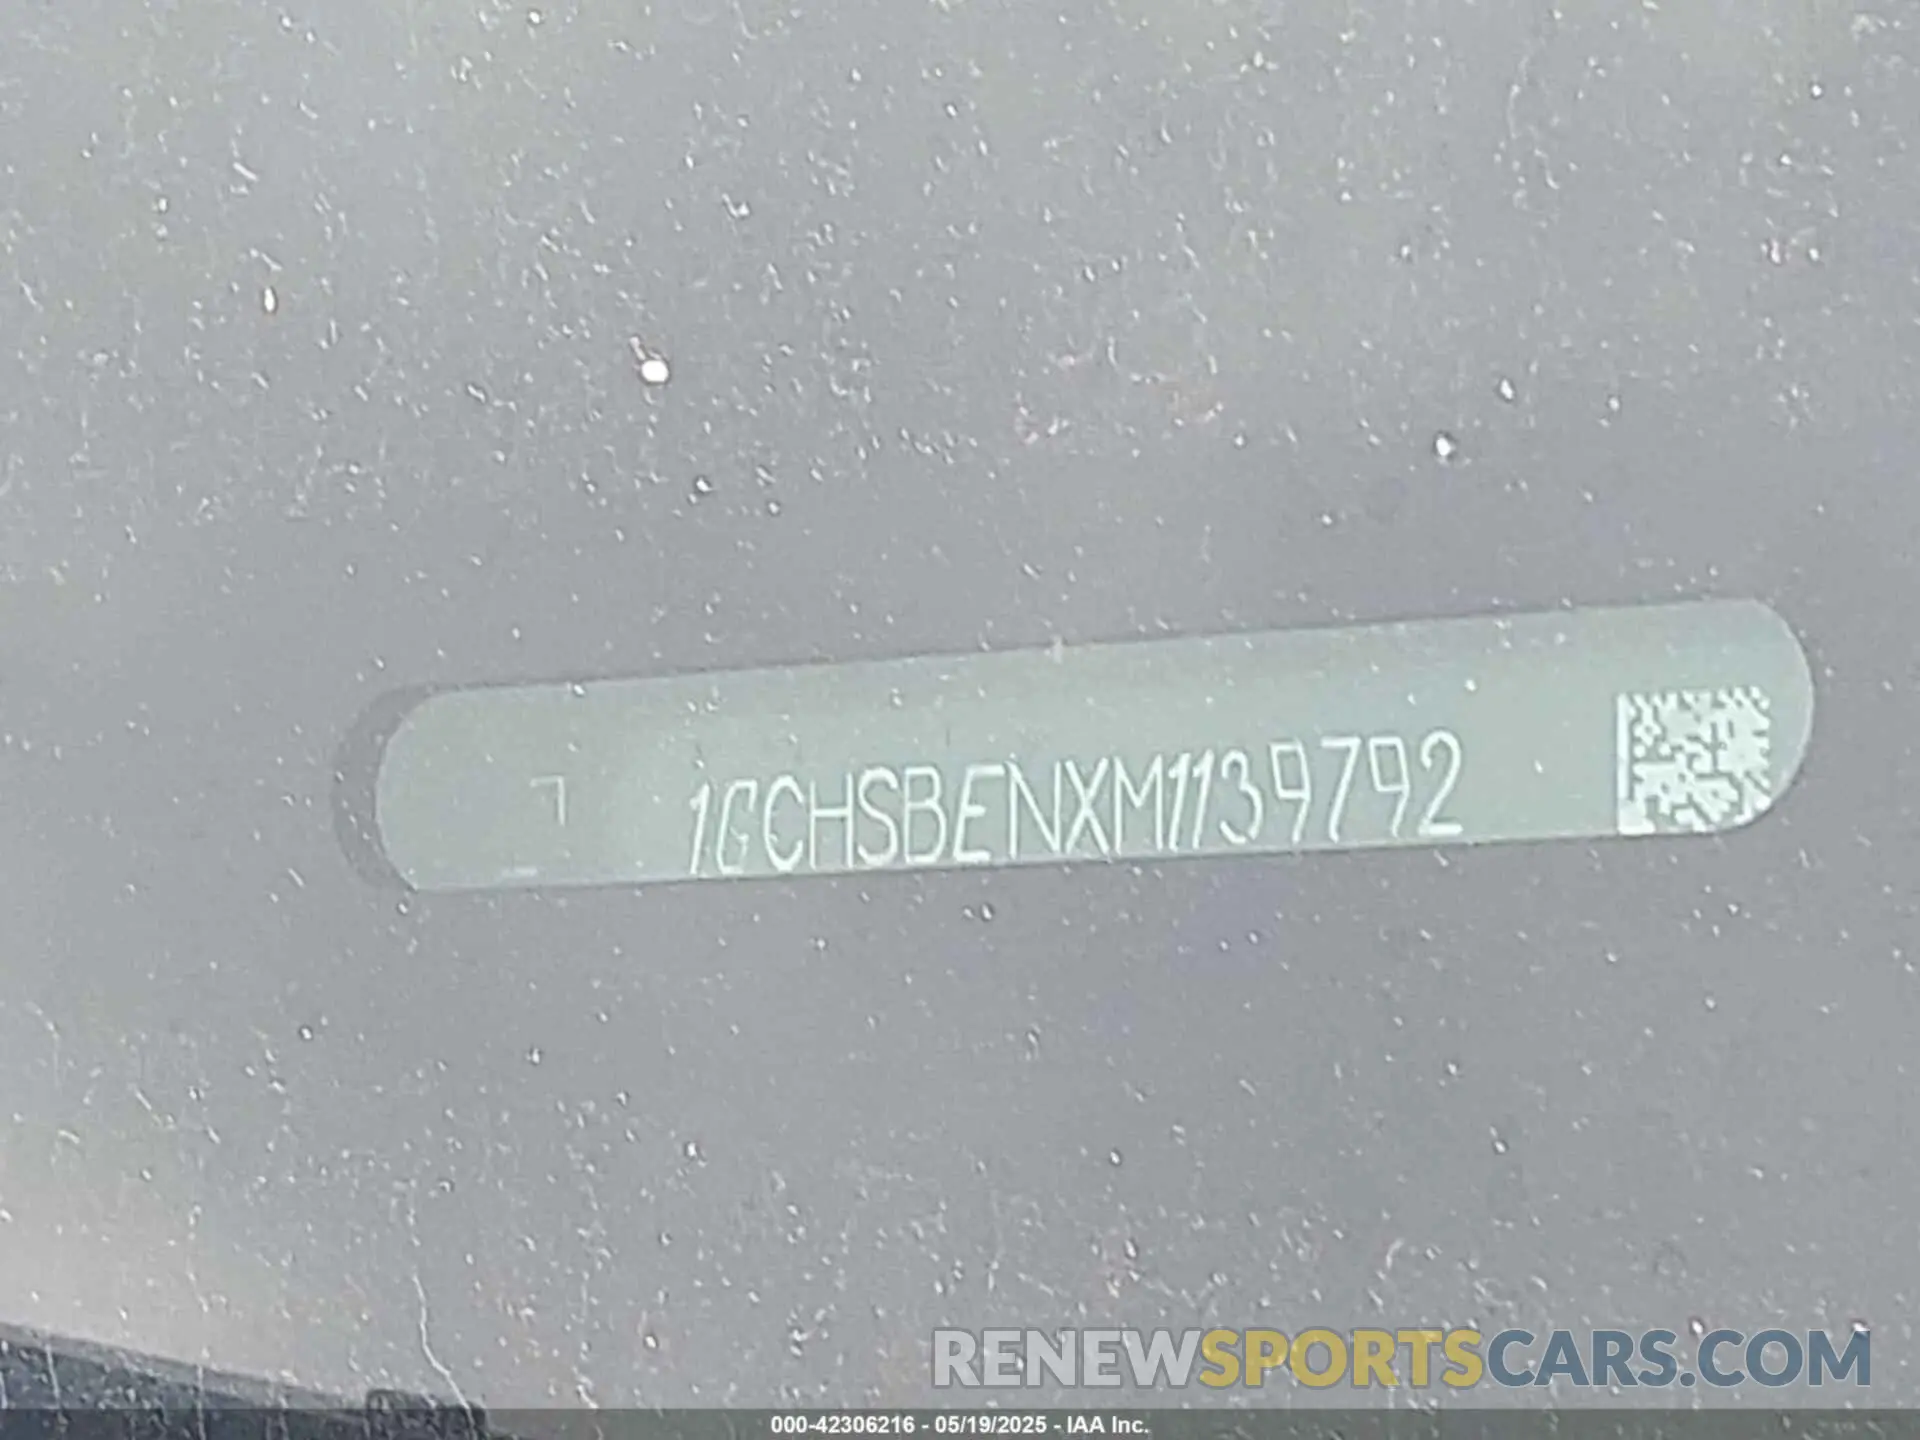 1GCHSBENXM1139792
RENEWSPORTSCARS.COM
000-42306216 - 05/19/2025 - IAA Inc.